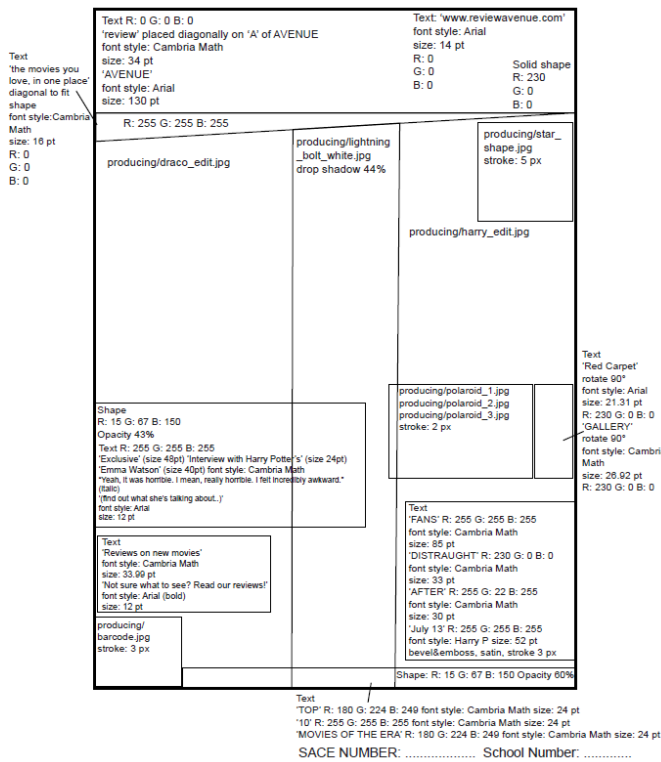 Text R: 0 G: 0 B: 0
'review' placed diagonally on 'A' of AVENUE
font style: Cambria Math
size: 34 pt
'AVENUE'
font style: Arial
size: 130 pt
Text: 'www.reviewavenue.com'
font style: Arial
size: 14 pt
R: 0
G: 0
B: 0
Solid shape
R: 230
G: 0
B: 0
Text
'the movies you
love, in one place'
diagonal to fit
shape
font style:Cambria
Math
size: 16 pt
R: 0
G: 0
B: 0
R: 255 G: 255 B: 255
producing/draco_edit.jpg
producing/lightning
_bolt_white.jpg
drop shadow 44%
producing/star_
shape.jpg
stroke: 5 px
producing/harry_edit.jpg
producing/polaroid_1.jpg
producing/polaroid_2.jpg
producing/polaroid_3.jpg
stroke: 2 px
Text
'Red Carpet'
rotate 90°
font style: Arial
size: 21.31 pt
R: 230 G: 0 B: 0
'GALLERY'
rotate 90°
font style: Cambri
Math
size: 26.92 pt
R: 230 G: 0 B: 0
Shape
R: 15 G: 67 B: 150
Opacity 43%
Text R: 255 G: 255 B: 255
'Exclusive' (size 48pt) 'Interview with Harry Potter's' (size 24pt)
'Emma Watson' (size 40pt) font style: Cambria Math
"Yeah, it was horrible. I mean, really horrible. I felt incredibly awkward."
(italic)
'(find out what she's talking about..)'
font style: Arial
size: 12 pt
Text
'Reviews on new movies'
font style: Cambria Math
size: 33.99 pt
'Not sure what to see? Read our reviews!'
font style: Arial (bold)
size: 12 pt
producing/
barcode.jpg
stroke: 3 px
Text
'FANS' R: 255 G: 255 B: 255
font style: Cambria Math
size: 85 pt
'DISTRAUGHT' R: 230 G: 0 B: 0
font style: Cambria Math
size: 33 pt
'AFTER' R: 255 G: 22 B: 255
font style: Cambria Math
size: 30 pt
'July 13' R: 255 G: 255 B: 255
font style: Harry P size: 52 pt
bevel&emboss, satin, stroke 3 px
Shape: R: 15 G: 67 B: 150 Opacity 60%
Text
'TOP' R: 180 G: 224 B: 249 font style: Cambria Math size: 24 pt
'10' R: 255 G: 255 B: 255 font style: Cambria Math size: 24 pt
'MOVIES OF THE ERA' R: 180 G: 224 B: 249 font style: Cambria Math size: 24 pt
SACE NUMBER: ................... School Number: .............